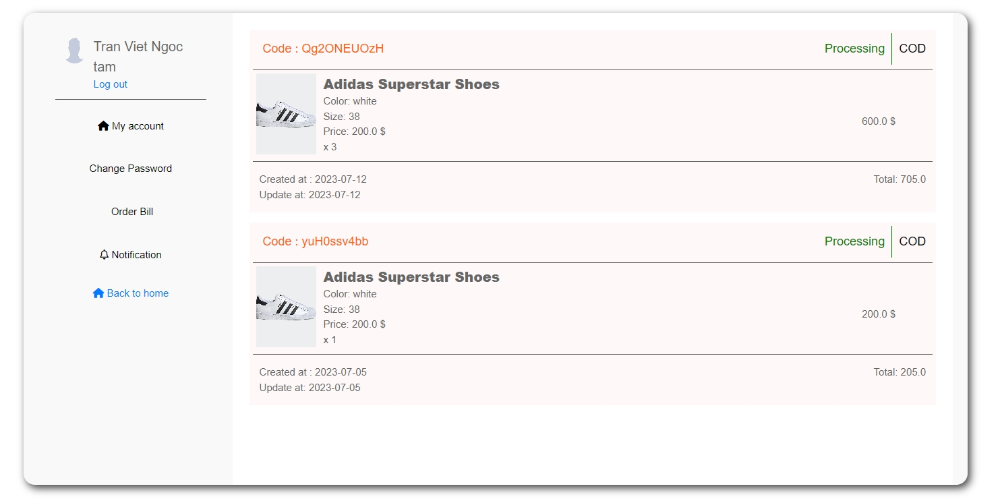 Tran Viet Ngoc
tam
Log out
My account
Change Password
Order Bill
Notification
Back to home
Code : Qg2ONEUOzH
Processing
COD
Adidas Superstar Shoes
Color: white
Size: 38
Price: 200.0 $
x 3
600.0 $
Created at : 2023-07-12
Update at: 2023-07-12
Total: 705.0
Code : yuH0ssv4bb
Processing
COD
Adidas Superstar Shoes
Color: white
Size: 38
Price: 200.0 $
x 1
200.0 $
Created at : 2023-07-05
Update at: 2023-07-05
Total: 205.0